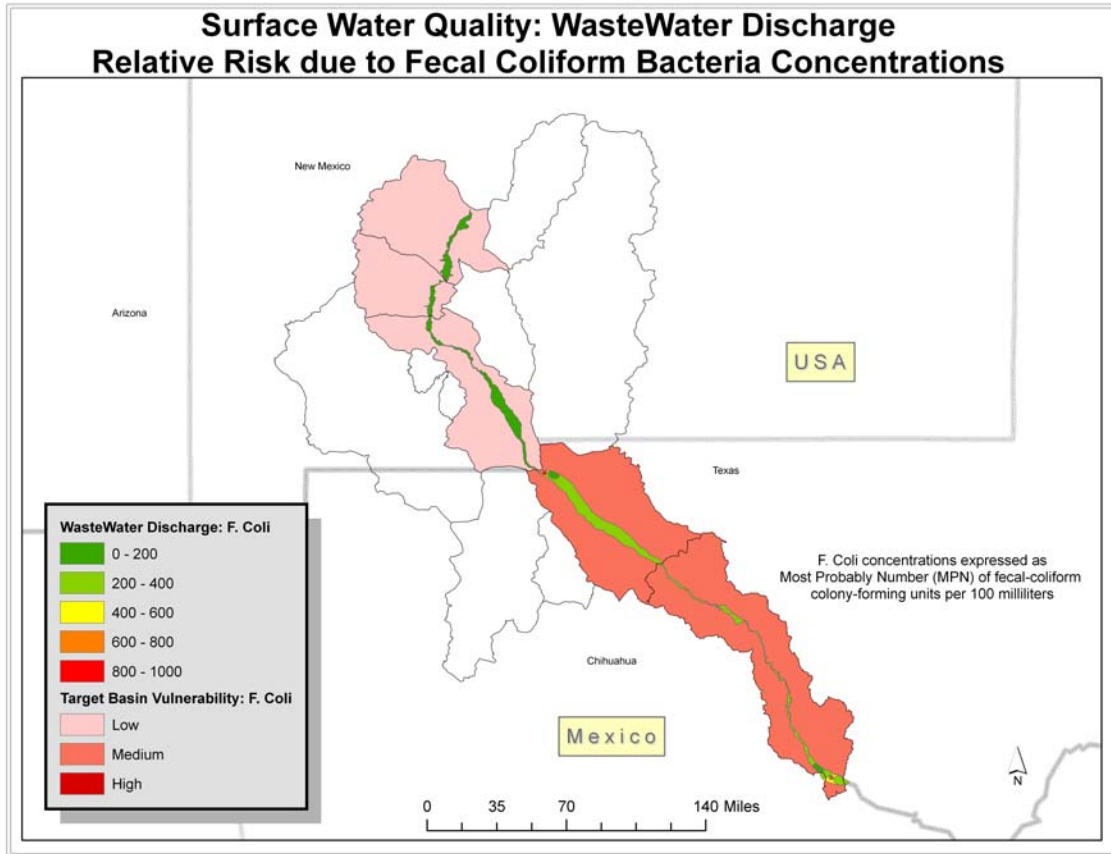 Surface Water Quality: WasteWater Discharge
Relative Risk due to Fecal Coliform Bacteria Concentrations
New Mexico
Arizona
USA
Texas
WasteWater Discharge: F. Coli
0 - 200
200 - 400
400 - 600
600 - 800
800 - 1000
Target Basin Vulnerability: F. Coli
Low
Medium
High
F. Coli concentrations expressed as
Most Probably Number (MPN) of fecal-coliform
colony-forming units per 100 milliliters
Chihuahua
Mexico
N
0 35 70 140 Miles